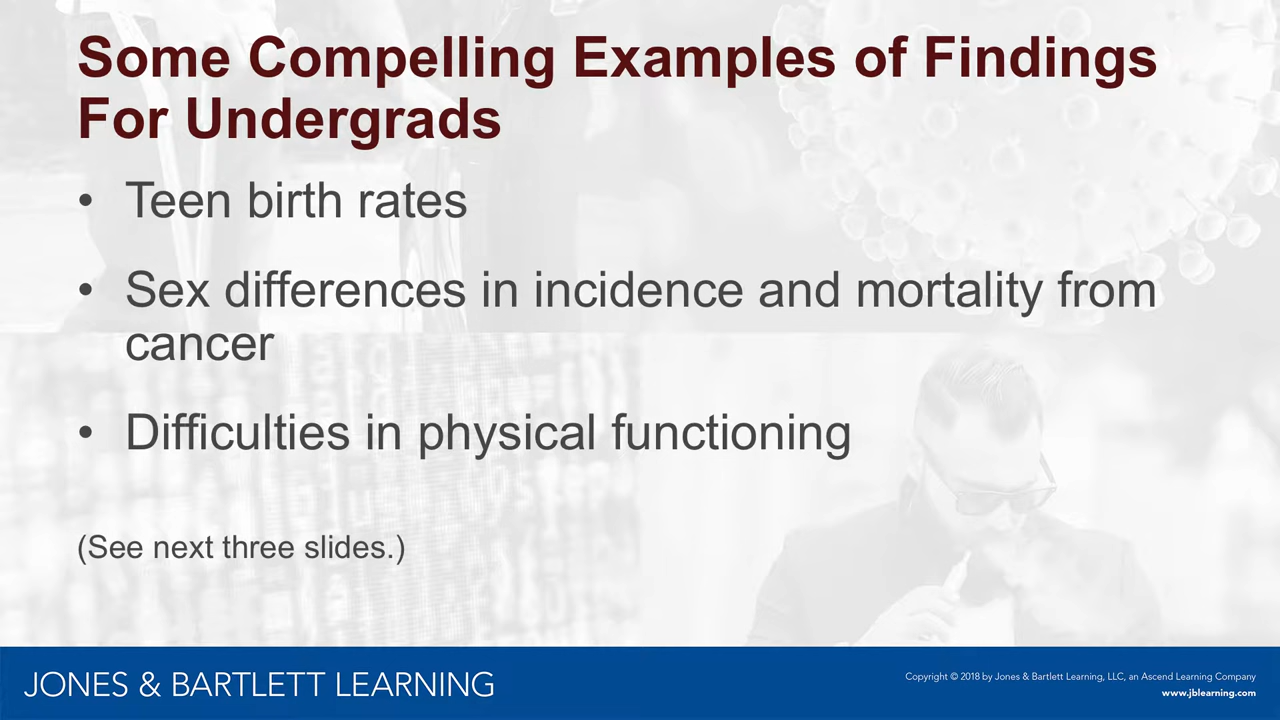 Some Compelling Examples of Findings
For Undergrads
• Teen birth rates
• Sex differences in incidence and mortality from
cancer
• Difficulties in physical functioning
(See next three slides.)
JONES & BARTLETT LEARNING
Copyright © 2018 by Jones & Bartlett Learning, LLC, an Ascend Learning Company
www.jblearning.com